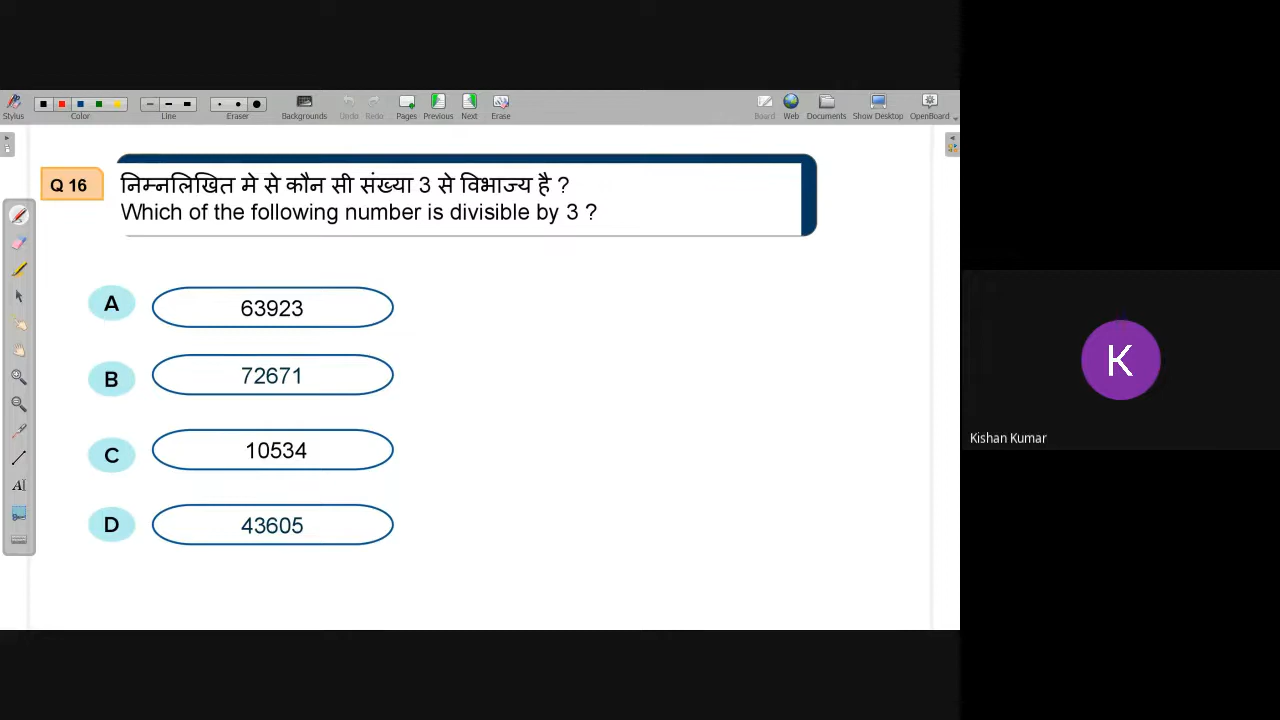 Stylus
Color
Line
Eraser
Backgrounds
Undo
Redo
Pages
Previous
Next
Erase
Board
Web
Documents
Show Desktop
OpenBoard
Q 16
निम्नलिखित मे से कौन सी संख्या 3 से विभाज्य है ?
Which of the following number is divisible by 3 ?
A 63923
B 72671
C 10534
D 43605
K
Kishan Kumar